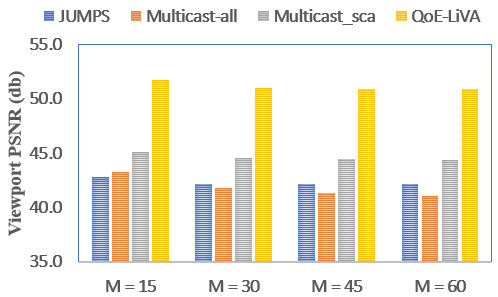 JUMPS Multicast-all Multicast_sca QoE-LiVA
Viewport PSNR (db)
55.0
50.0
45.0
40.0
35.0
M = 15 M = 30 M = 45 M = 60